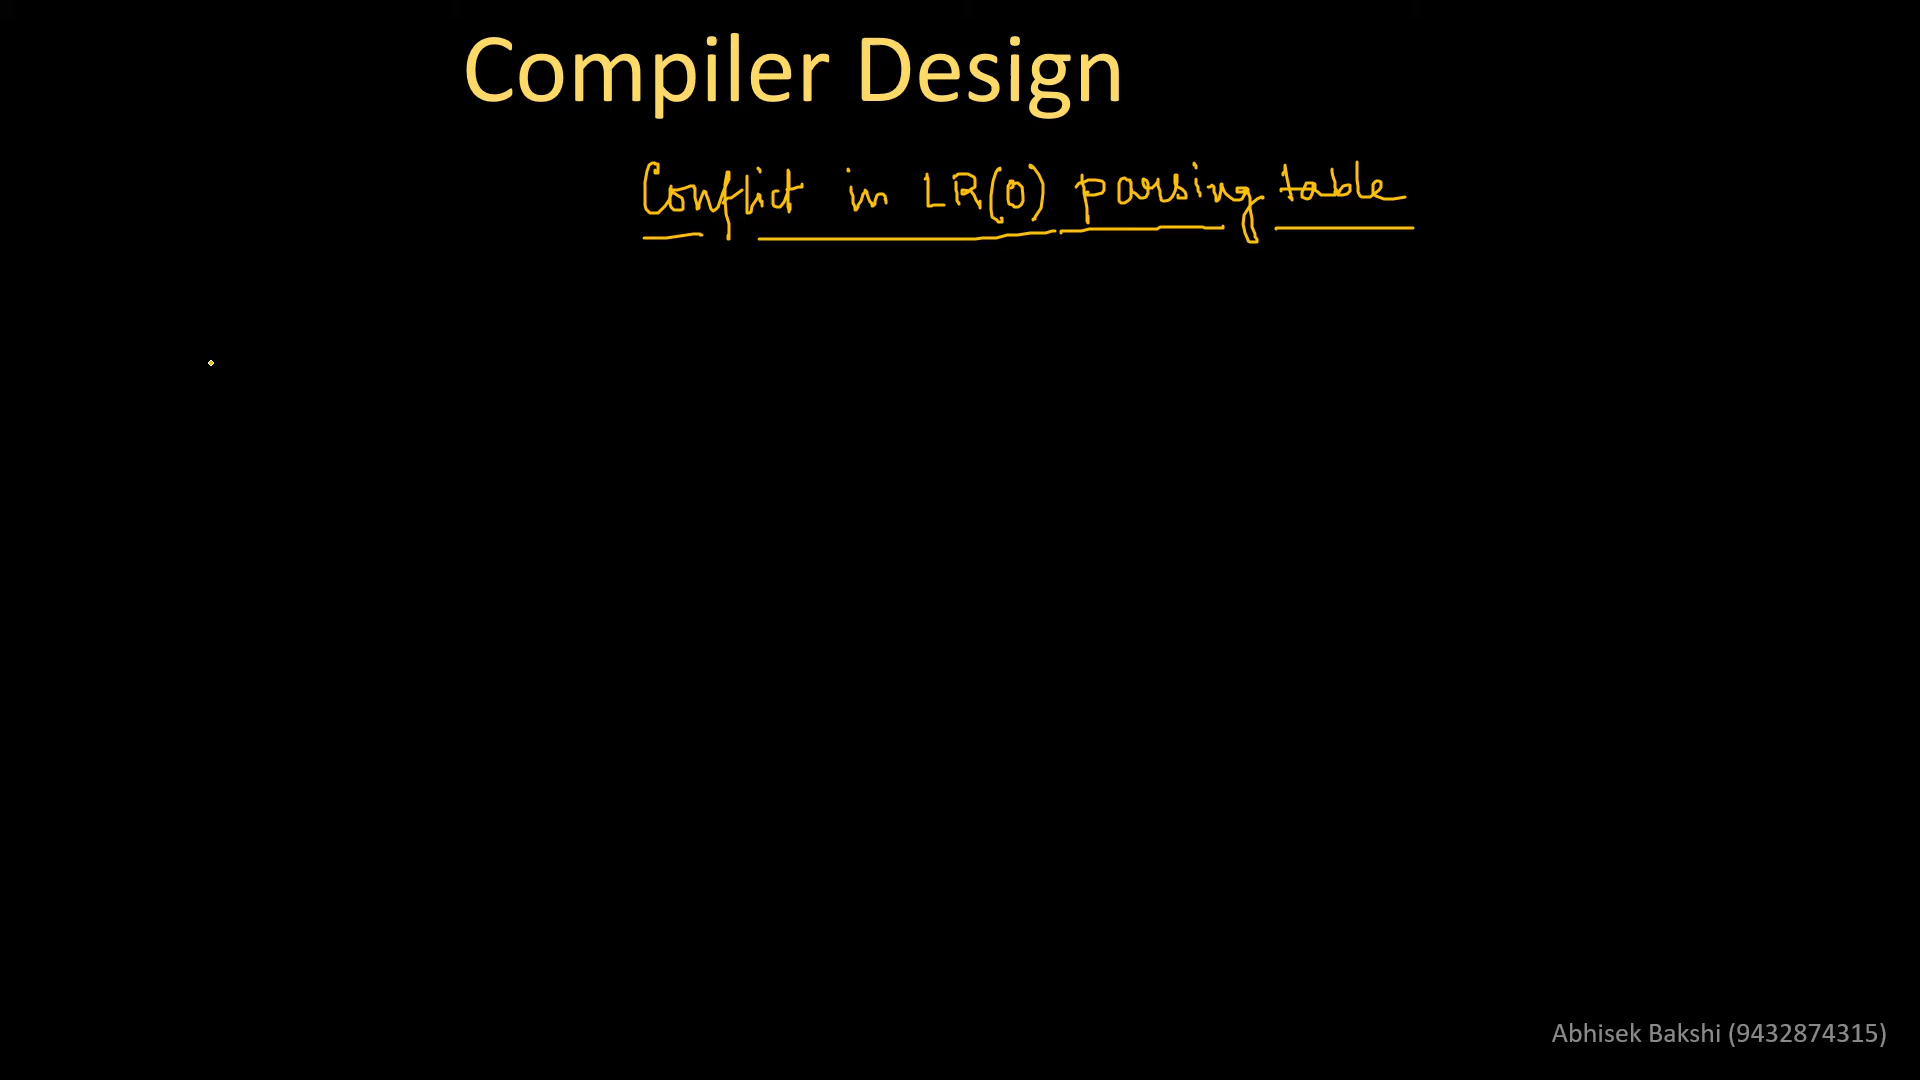 Compiler Design
Conflict in LR(0) parsing table
Abhisek Bakshi (9432874315)